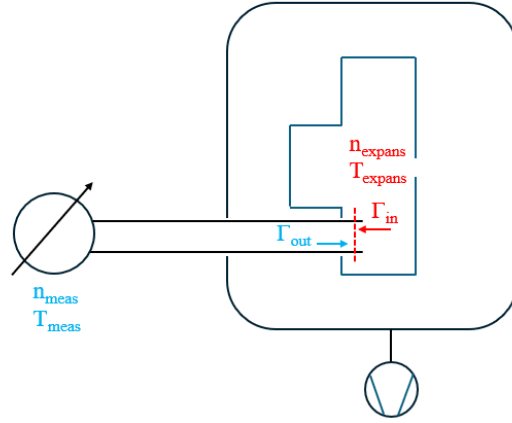 n_expans
T_expans
Γ_in
Γ_out
n_meas
T_meas